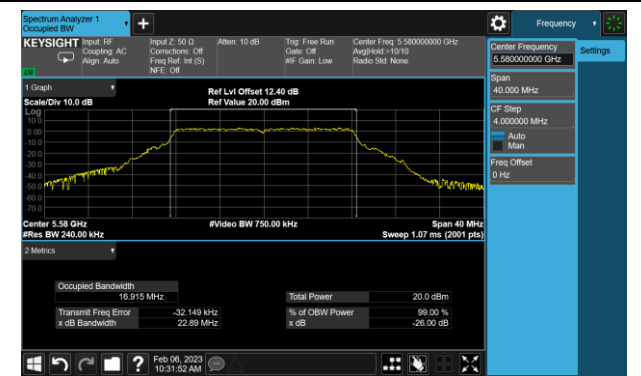 Spectrum Analyzer 1
Occupied BW
Frequency
KEYSIGHT
Input: RF
Coupling: AC
Align: Auto
Input Z: 50 Ω
Corrections: Off
Freq Ref: Int (S)
NFE: Off
Atten: 10 dB
Trig: Free Run
Gate: Off
#IF Gain: Low
Center Freq: 5.580000000 GHz
Avg|Hold:>10/10
Radio Std: None
1 Graph
Scale/Div 10.0 dB
Ref Lvl Offset 12.40 dB
Ref Value 20.00 dBm
Log
10.0
0.00
-10.0
-20.0
-30.0
-40.0
-50.0
-60.0
-70.0
Center 5.58 GHz
#Video BW 750.00 kHz
Span 40 MHz
#Res BW 240.00 kHz
Sweep 1.07 ms (2001 pts)
2 Metrics
Occupied Bandwidth
16.915 MHz
Total Power
20.0 dBm
Transmit Freq Error
-32.149 kHz
% of OBW Power
99.00 %
x dB Bandwidth
22.89 MHz
x dB
-26.00 dB
Feb 06, 2023
10:31:52 AM
Center Frequency
5.580000000 GHz
Settings
Span
40.000 MHz
CF Step
4.000000 MHz
Auto
Man
Freq Offset
0 Hz